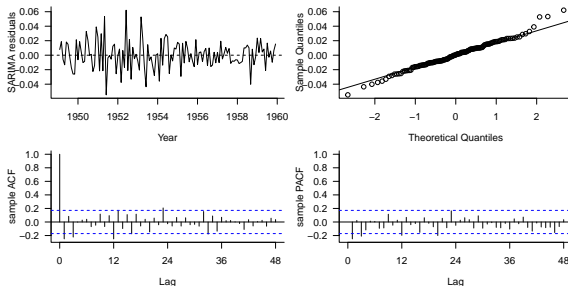 SARIMA residuals
0.06
0.04
0.02
0.00
−0.02
−0.04
1950 1952 1954 1956 1958 1960
Year
Sample Quantiles
0.06
0.04
0.02
0.00
−0.02
−0.04
−2 −1 0 1 2
Theoretical Quantiles
sample ACF
1.0
0.8
0.6
0.4
0.2
0.0
−0.2
0 12 24 36 48
Lag
sample PACF
1.0
0.8
0.6
0.4
0.2
0.0
−0.2
0 12 24 36 48
Lag